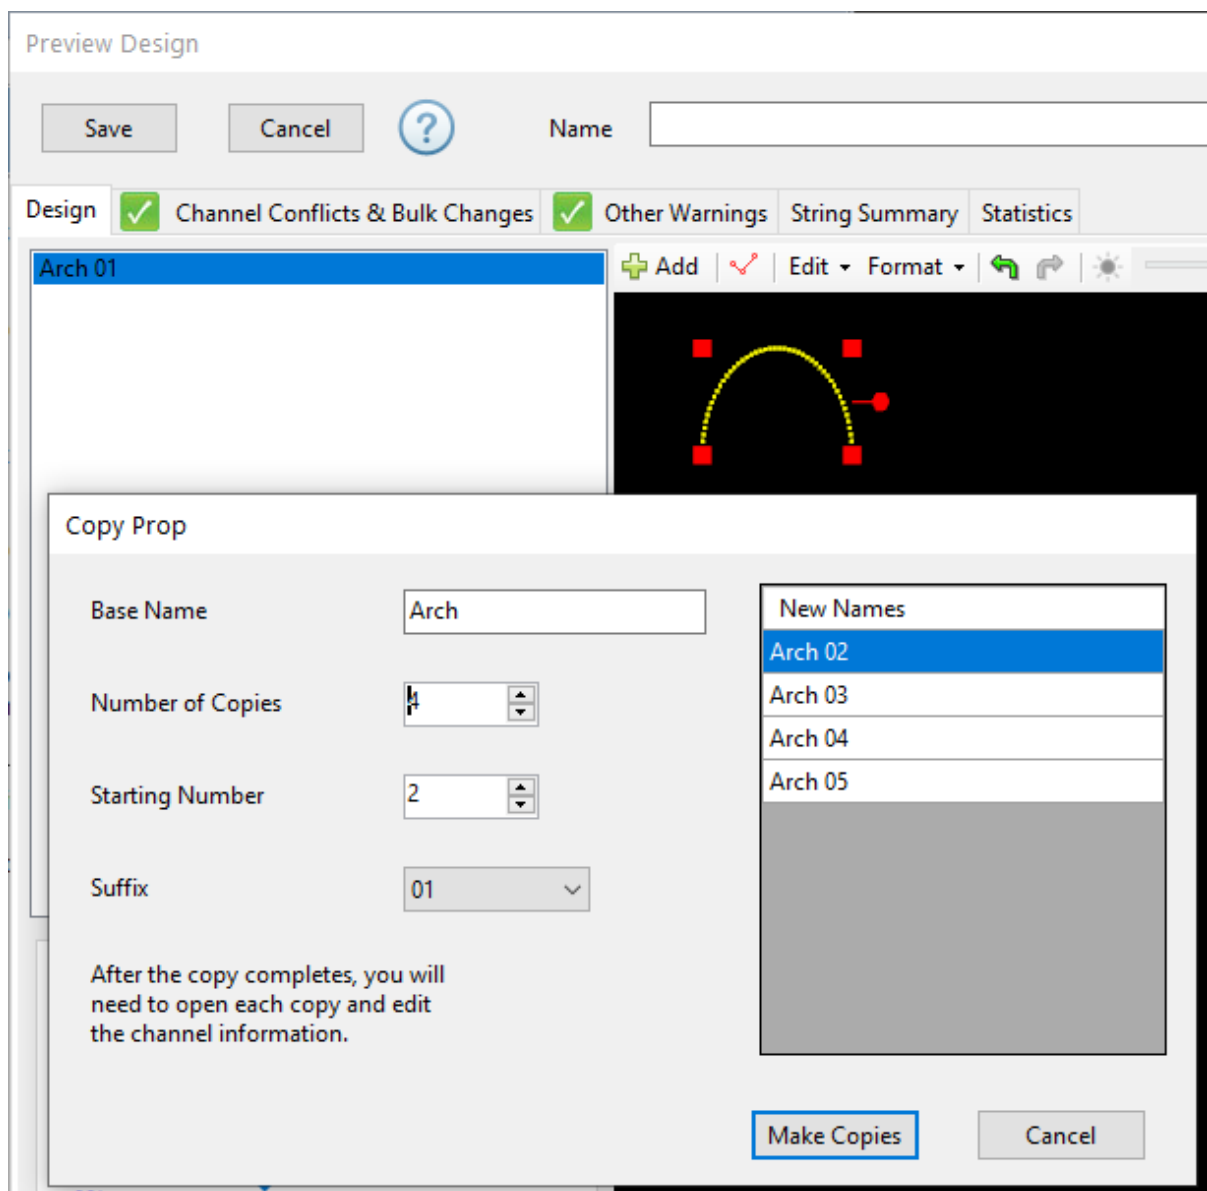 Preview Design
Save
Cancel
?
Name
Design
Channel Conflicts & Bulk Changes
Other Warnings
String Summary
Statistics
Arch 01
Add
Edit
Format
Copy Prop
Base Name
Arch
Number of Copies
4
Starting Number
2
Suffix
01
After the copy completes, you will
need to open each copy and edit
the channel information.
New Names
Arch 02
Arch 03
Arch 04
Arch 05
Make Copies
Cancel